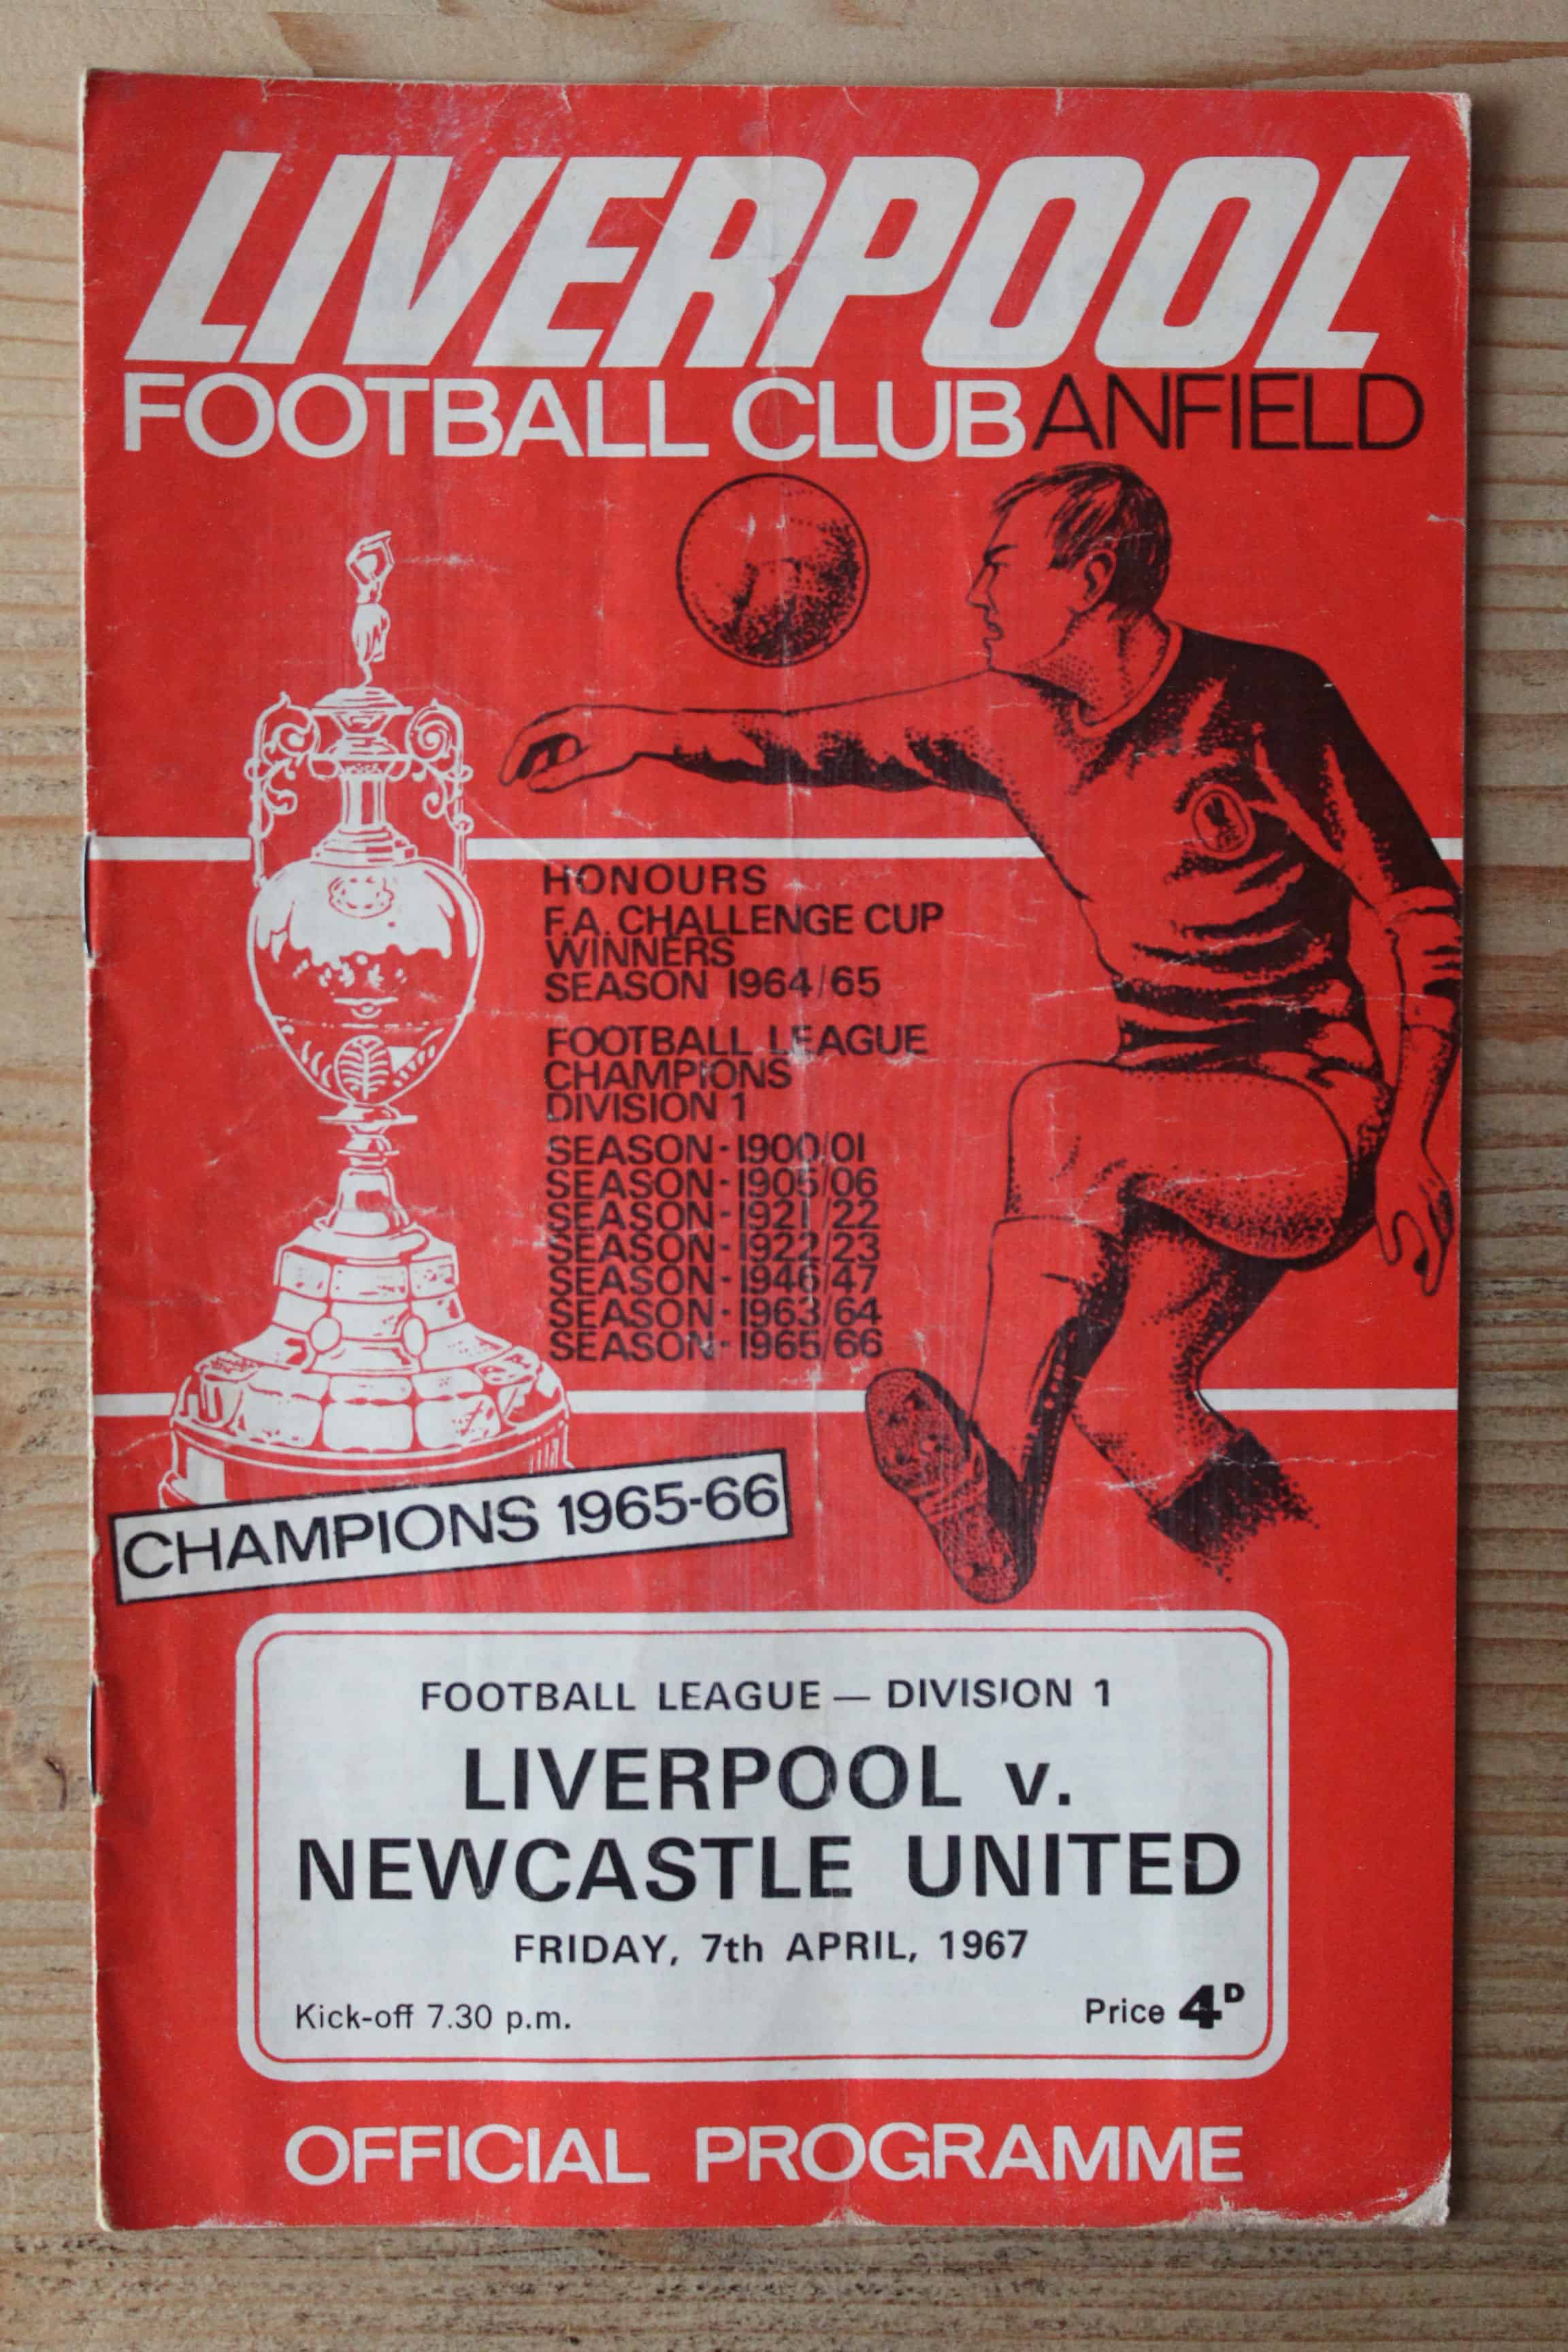 LIVERPOOL
FOOTBALL CLUB ANFIELD
HONOURS
F.A. CHALLENGE CUP
WINNERS
SEASON 1964/65
FOOTBALL LEAGUE
CHAMPIONS
DIVISION 1
SEASON-1900/01
SEASON-1905/06
SEASON-1921/22
SEASON-1922/23
SEASON-1946/47
SEASON-1963/64
SEASON-1965/66
CHAMPIONS 1965-66
FOOTBALL LEAGUE — DIVISION 1
LIVERPOOL v.
NEWCASTLE UNITED
FRIDAY, 7th APRIL, 1967
Kick-off 7.30 p.m. Price 4D
OFFICIAL PROGRAMME